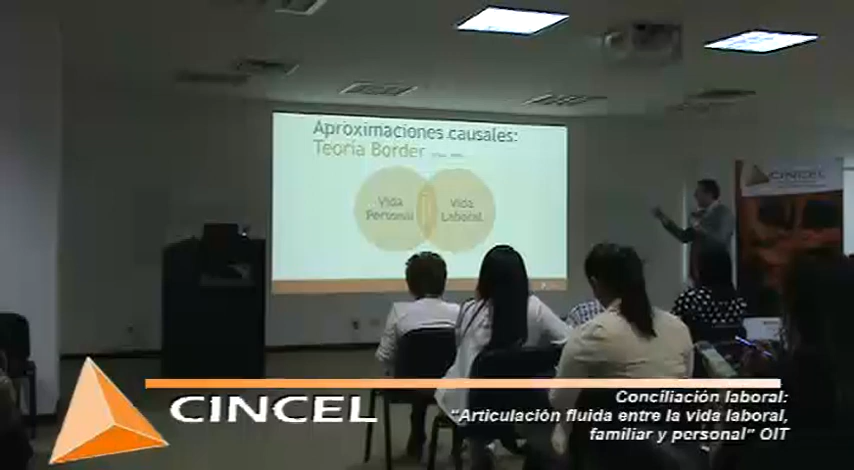 Aproximaciones causales:
Teoría Border
Vida
Personal
Vida
Laboral
CINCEL
CINCEL
Conciliación laboral:
"Articulación fluida entre la vida laboral,
familiar y personal" OIT